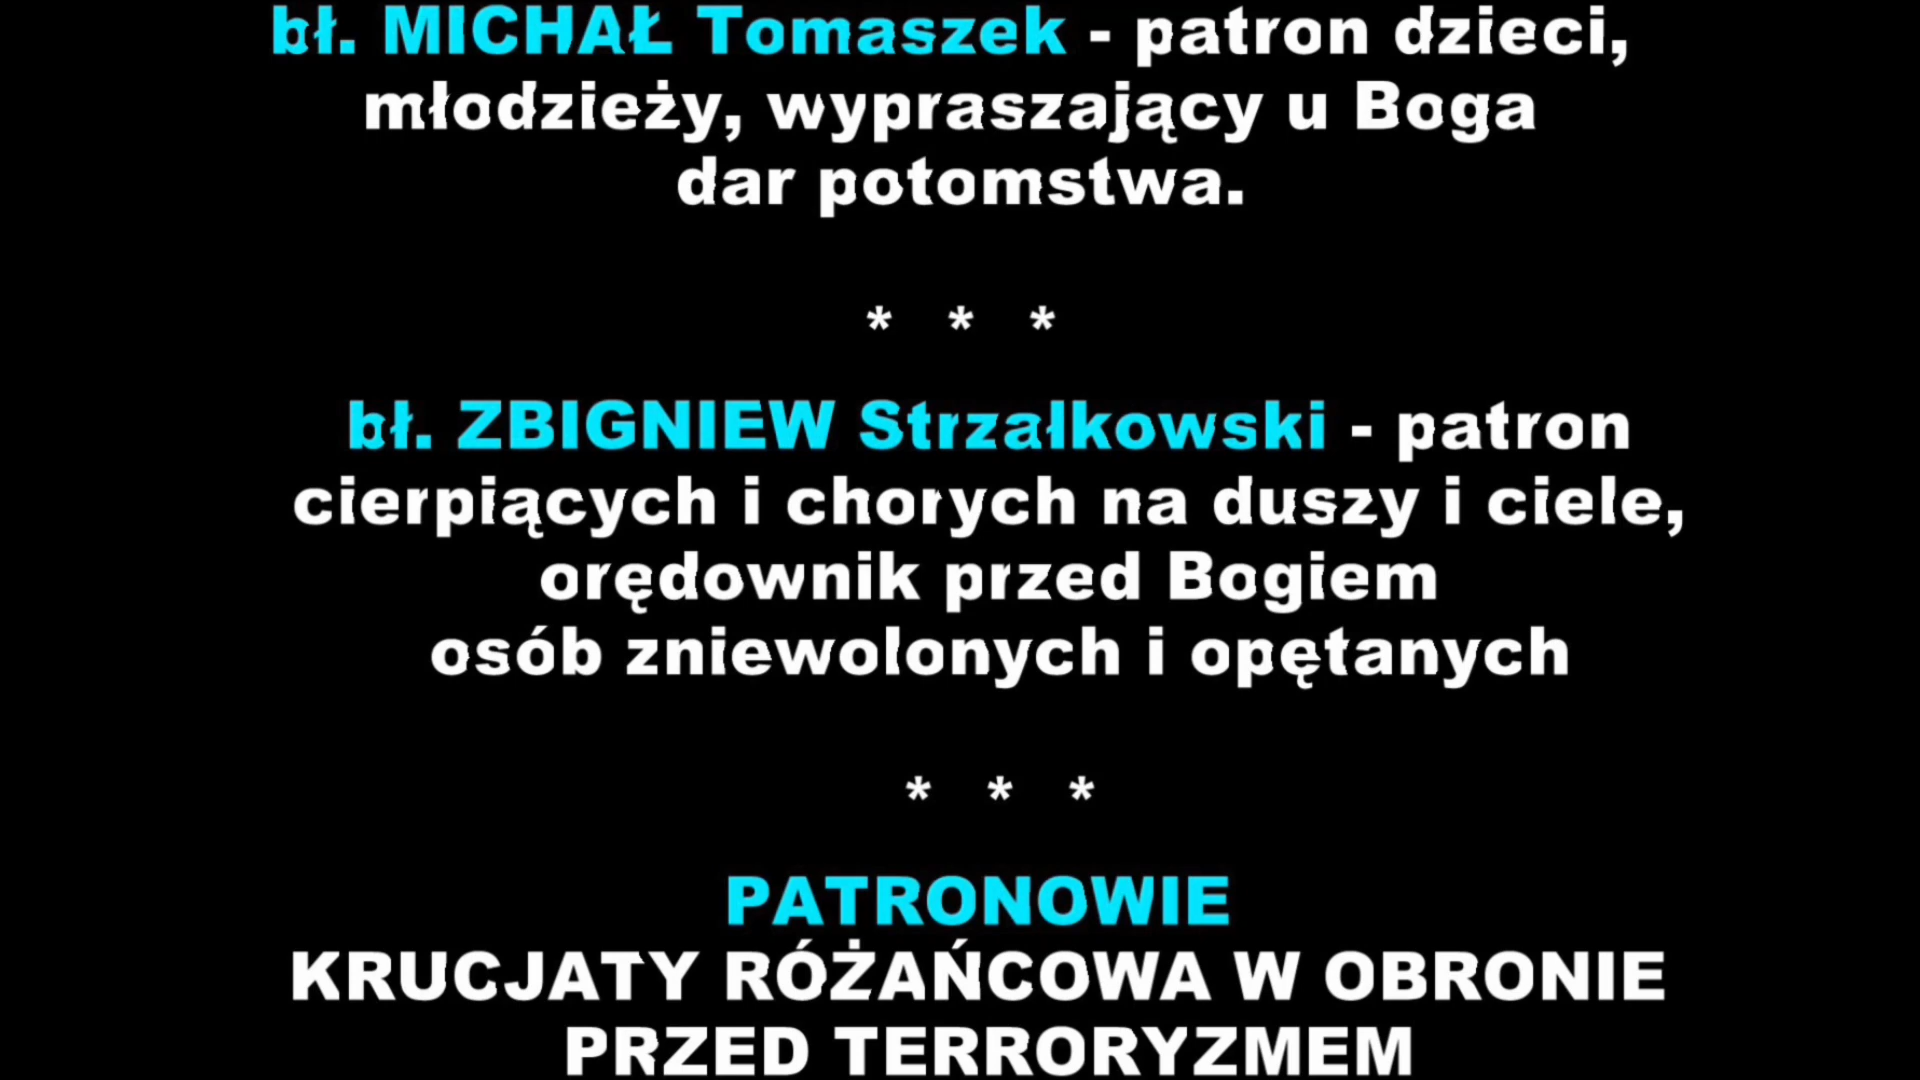 bł. MICHAŁ Tomaszek - patron dzieci,
młodzieży, wypraszający u Boga
dar potomstwa.
* * *
bł. ZBIGNIEW Strzałkowski - patron
cierpiących i chorych na duszy i ciele,
orędownik przed Bogiem
osób zniewolonych i opętanych
* * *
PATRONOWIE
KRUCJATY RÓŻAŃCOWA W OBRONIE
PRZED TERRORYZMEM